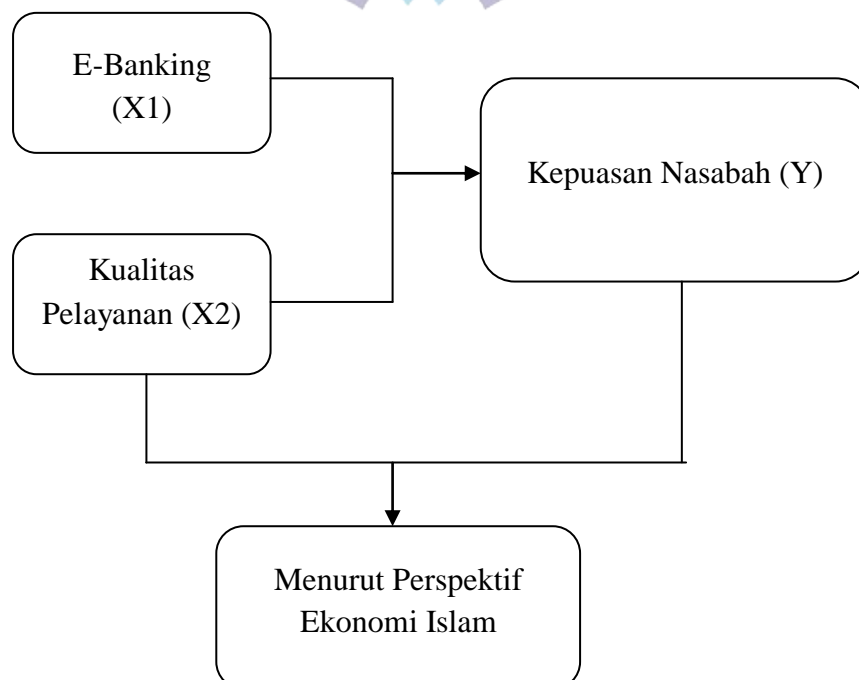 E-Banking
(X1)
Kepuasan Nasabah (Y)
Kualitas
Pelayanan (X2)
Menurut Perspektif
Ekonomi Islam